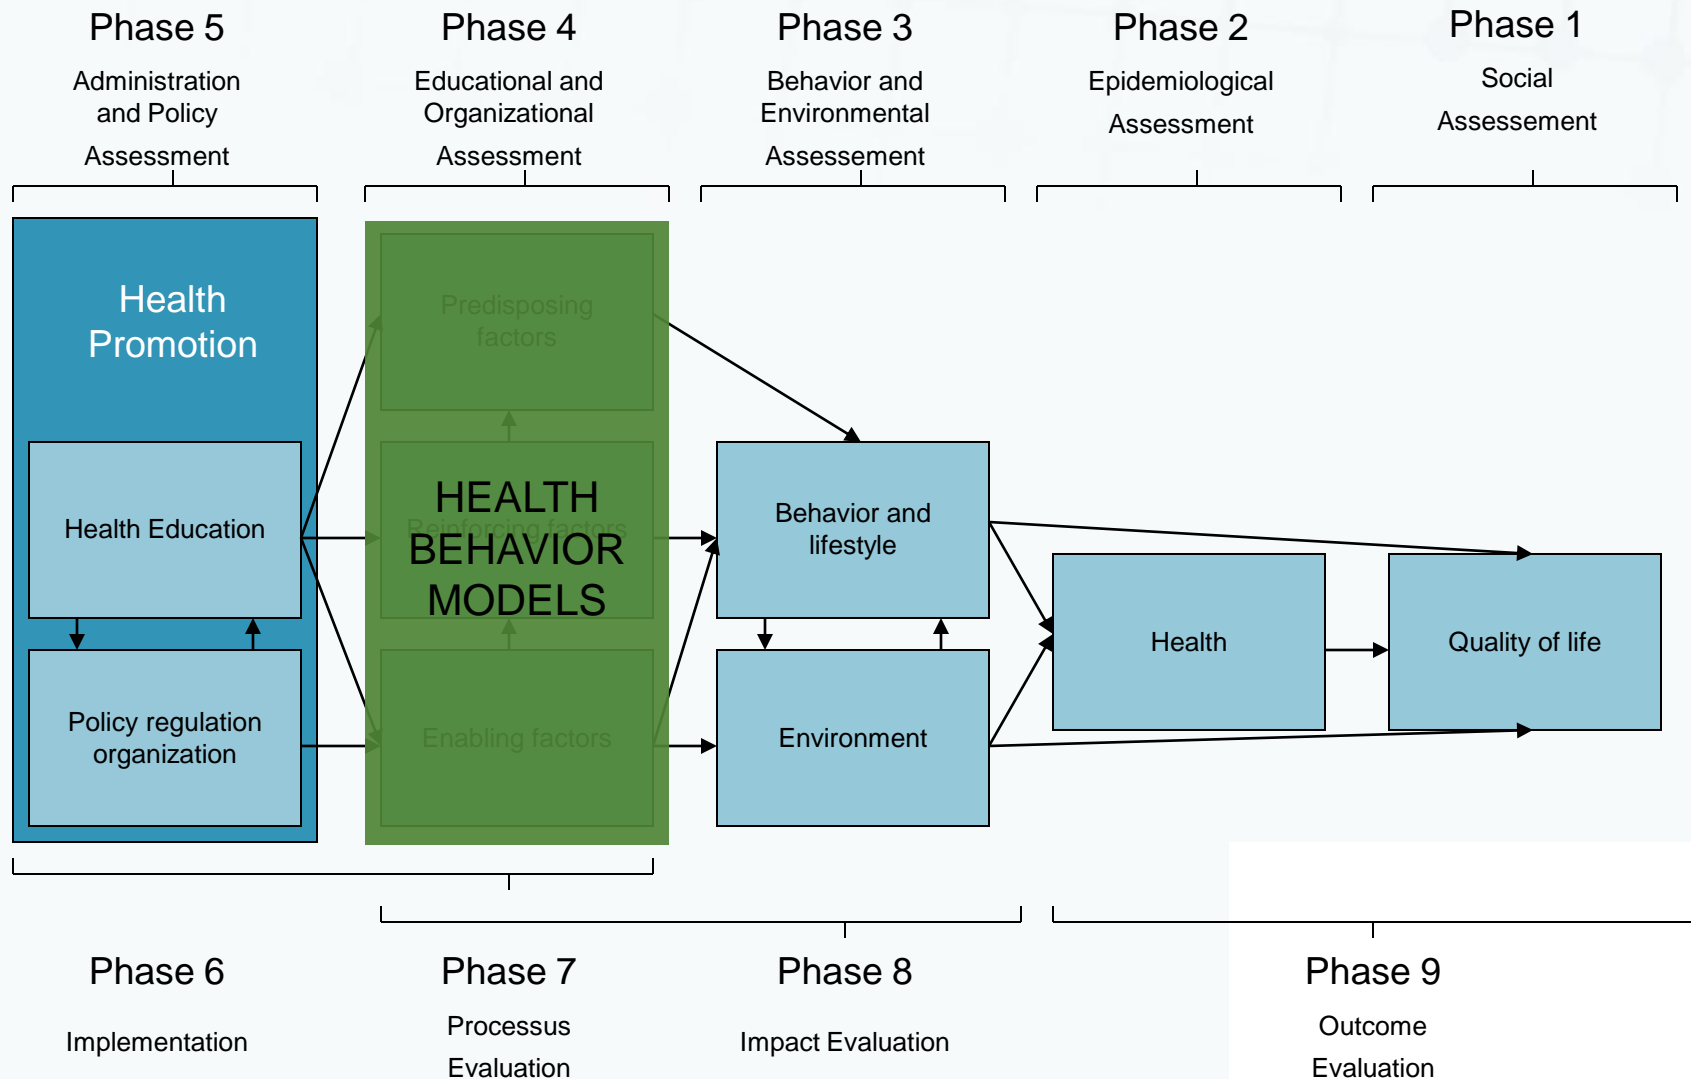 Phase 5
Administration
and Policy
Assessment
Phase 4
Educational and
Organizational
Assessment
Phase 3
Behavior and
Environmental
Assessement
Phase 2
Epidemiological
Assessment
Phase 1
Social
Assessement
Health
Promotion
Health Education
Policy regulation
organization
Predisposing
factors
Reinforcing factors
HEALTH
BEHAVIOR
MODELS
Enabling factors
Behavior and
lifestyle
Environment
Health
Quality of life
Phase 6
Implementation
Phase 7
Processus
Evaluation
Phase 8
Impact Evaluation
Phase 9
Outcome
Evaluation